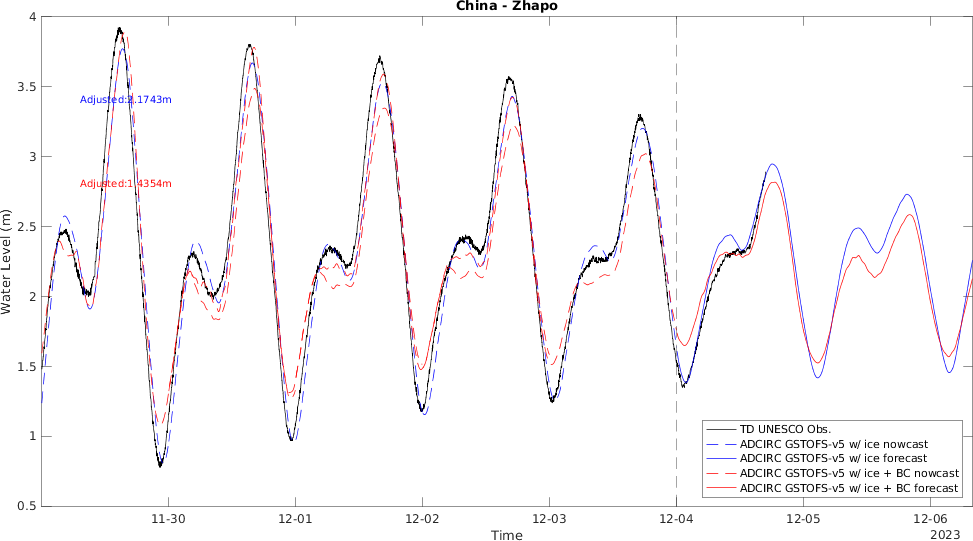 China - Zhapo
4
3.5
3
2.5
2
1.5
1
0.5
Water Level (m)
Adjusted:2.1743m
Adjusted:1.4354m
TD UNESCO Obs.
ADCIRC GSTOFS-v5 w/ ice nowcast
ADCIRC GSTOFS-v5 w/ ice forecast
ADCIRC GSTOFS-v5 w/ ice + BC nowcast
ADCIRC GSTOFS-v5 w/ ice + BC forecast
11-30 12-01 12-02 12-03 12-04 12-05 12-06
Time
2023